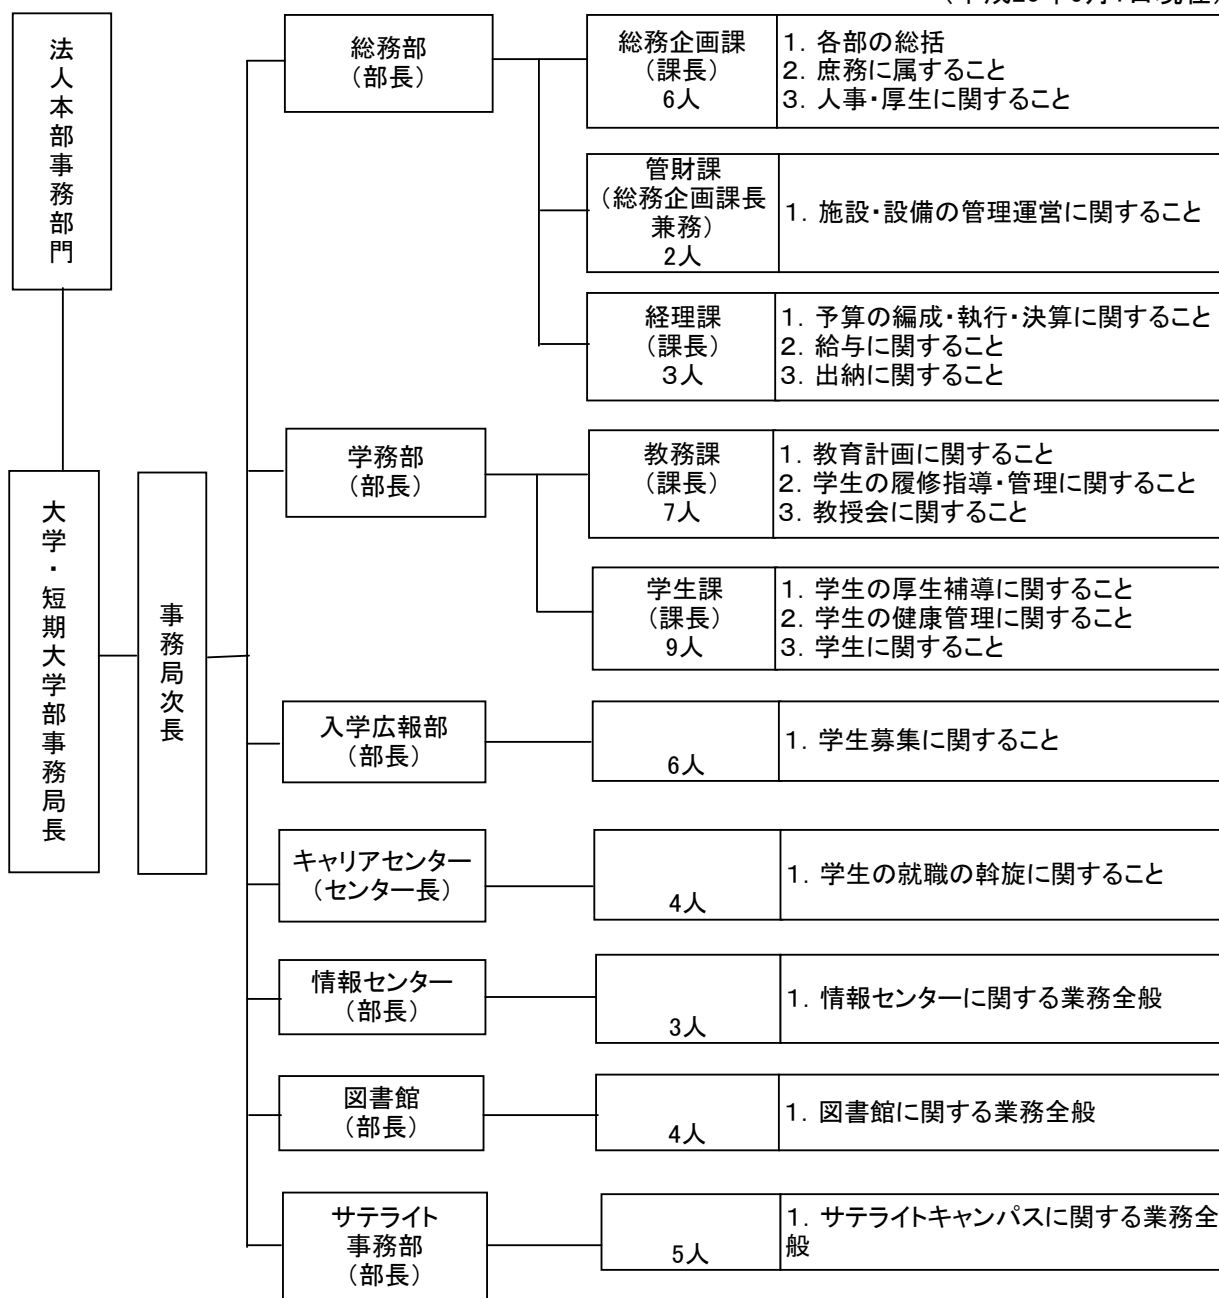 法人本部事務部門
大学・短期大学部事務局長
事務局次長
総務部
(部長)
総務企画課
(課長)
6人
1. 各部の総括
2. 庶務に属すること
3. 人事・厚生に関すること
管財課
(総務企画課長
兼務)
2人
1. 施設・設備の管理運営に関すること
経理課
(課長)
3人
1. 予算の編成・執行・決算に関すること
2. 給与に関すること
3. 出納に関すること
学務部
(部長)
教務課
(課長)
7人
1. 教育計画に関すること
2. 学生の履修指導・管理に関すること
3. 教授会に関すること
学生課
(課長)
9人
1. 学生の厚生補導に関すること
2. 学生の健康管理に関すること
3. 学生に関すること
入学広報部
(部長)
6人
1. 学生募集に関すること
キャリアセンター
(センター長)
4人
1. 学生の就職の斡旋に関すること
情報センター
(部長)
3人
1. 情報センターに関する業務全般
図書館
(部長)
4人
1. 図書館に関する業務全般
サテライト
事務部
(部長)
5人
1. サテライトキャンパスに関する業務全
般